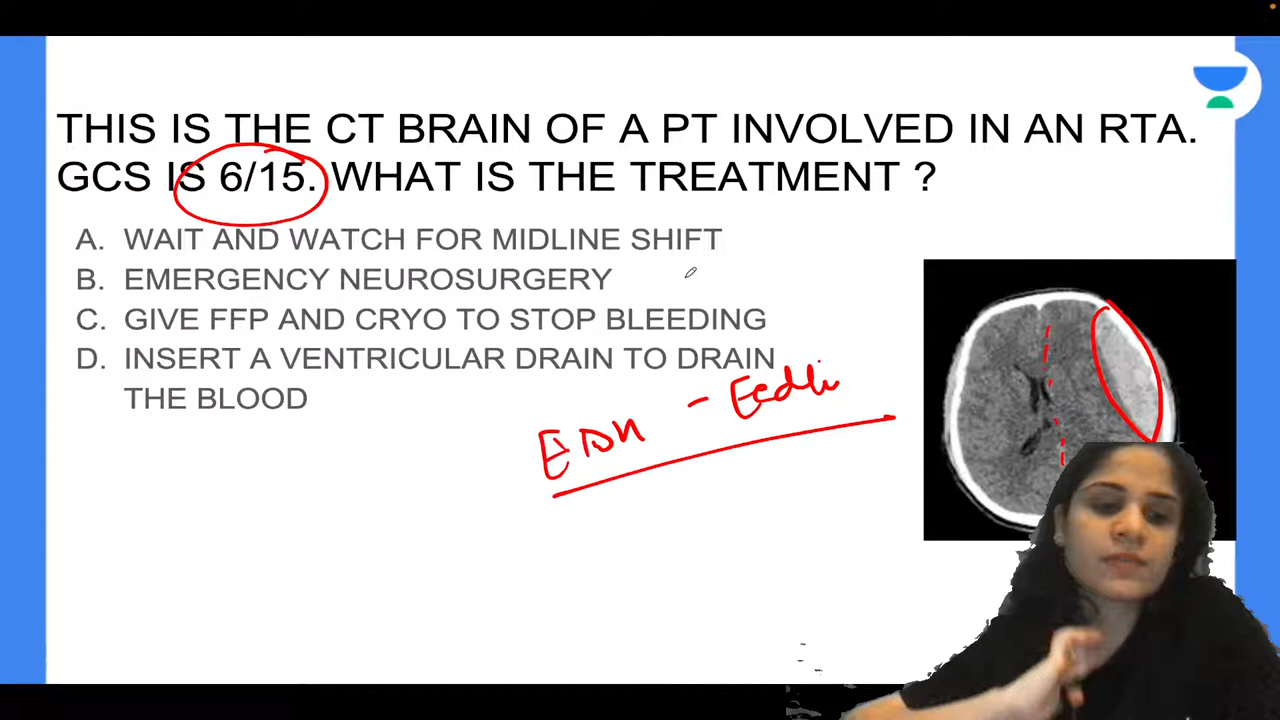 THIS IS THE CT BRAIN OF A PT INVOLVED IN AN RTA.
GCS IS 6/15. WHAT IS THE TREATMENT ?
A. WAIT AND WATCH FOR MIDLINE SHIFT
B. EMERGENCY NEUROSURGERY
C. GIVE FFP AND CRYO TO STOP BLEEDING
D. INSERT A VENTRICULAR DRAIN TO DRAIN
THE BLOOD
EDH -